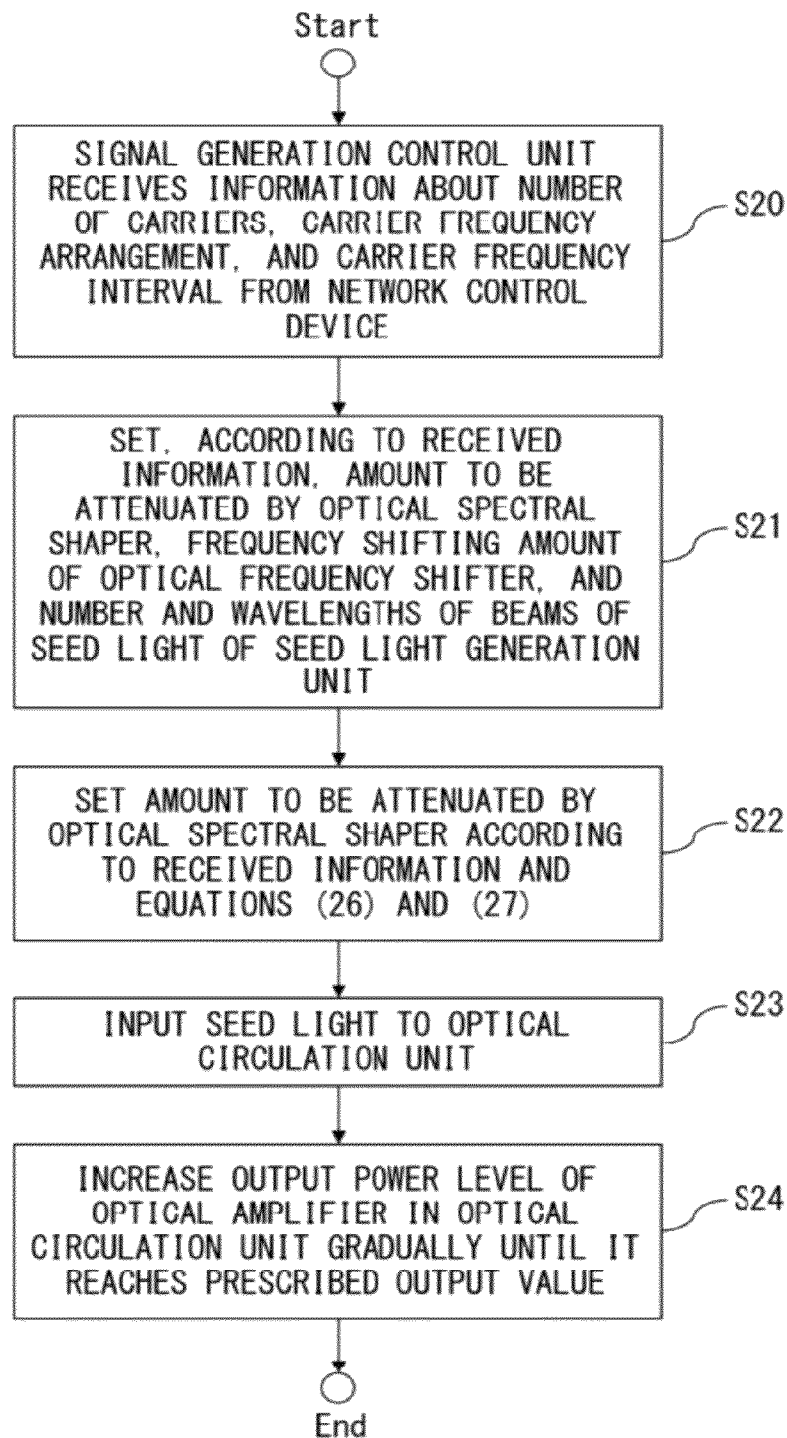 Start
SIGNAL GENERATION CONTROL UNIT
RECEIVES INFORMATION ABOUT NUMBER
OF CARRIERS, CARRIER FREQUENCY
ARRANGEMENT, AND CARRIER FREQUENCY
INTERVAL FROM NETWORK CONTROL
DEVICE
S20
SET, ACCORDING TO RECEIVED
INFORMATION, AMOUNT TO BE
ATTENUATED BY OPTICAL SPECTRAL
SHAPER, FREQUENCY SHIFTING AMOUNT
OF OPTICAL FREQUENCY SHIFTER, AND
NUMBER AND WAVELENGTHS OF BEAMS OF
SEED LIGHT OF SEED LIGHT GENERATION
UNIT
S21
SET AMOUNT TO BE ATTENUATED BY
OPTICAL SPECTRAL SHAPER ACCORDING
TO RECEIVED INFORMATION AND
EQUATIONS (26) AND (27)
S22
INPUT SEED LIGHT TO OPTICAL
CIRCULATION UNIT
S23
INCREASE OUTPUT POWER LEVEL OF
OPTICAL AMPLIFIER IN OPTICAL
CIRCULATION UNIT GRADUALLY UNTIL IT
REACHES PRESCRIBED OUTPUT VALUE
S24
End